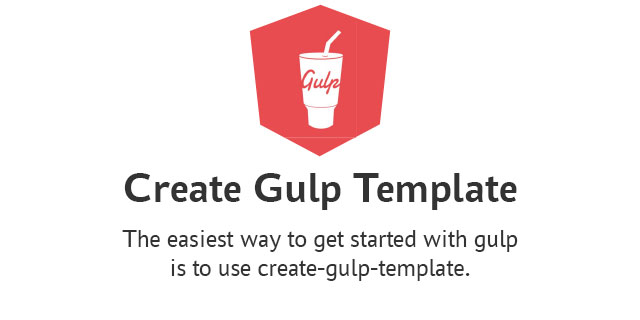 Gulp
Create Gulp Template
The easiest way to get started with gulp
is to use create-gulp-template.